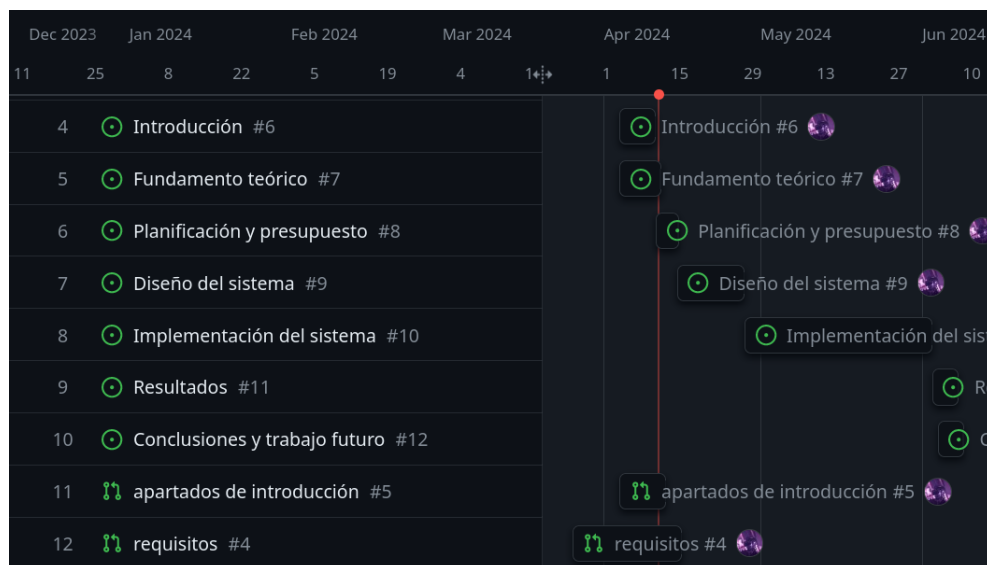 Dec 2023 Jan 2024 Feb 2024 Mar 2024 Apr 2024 May 2024 Jun 2024
11 25 8 22 5 19 4 1 15 29 13 27 10
4 Introducción #6 Introducción #6
5 Fundamento teórico #7 Fundamento teórico #7
6 Planificación y presupuesto #8 Planificación y presupuesto #8
7 Diseño del sistema #9 Diseño del sistema #9
8 Implementación del sistema #10 Implementación del
9 Resultados #11
10 Conclusiones y trabajo futuro #12
11 apartados de introducción #5 apartados de introducción #5
12 requisitos #4 requisitos #4